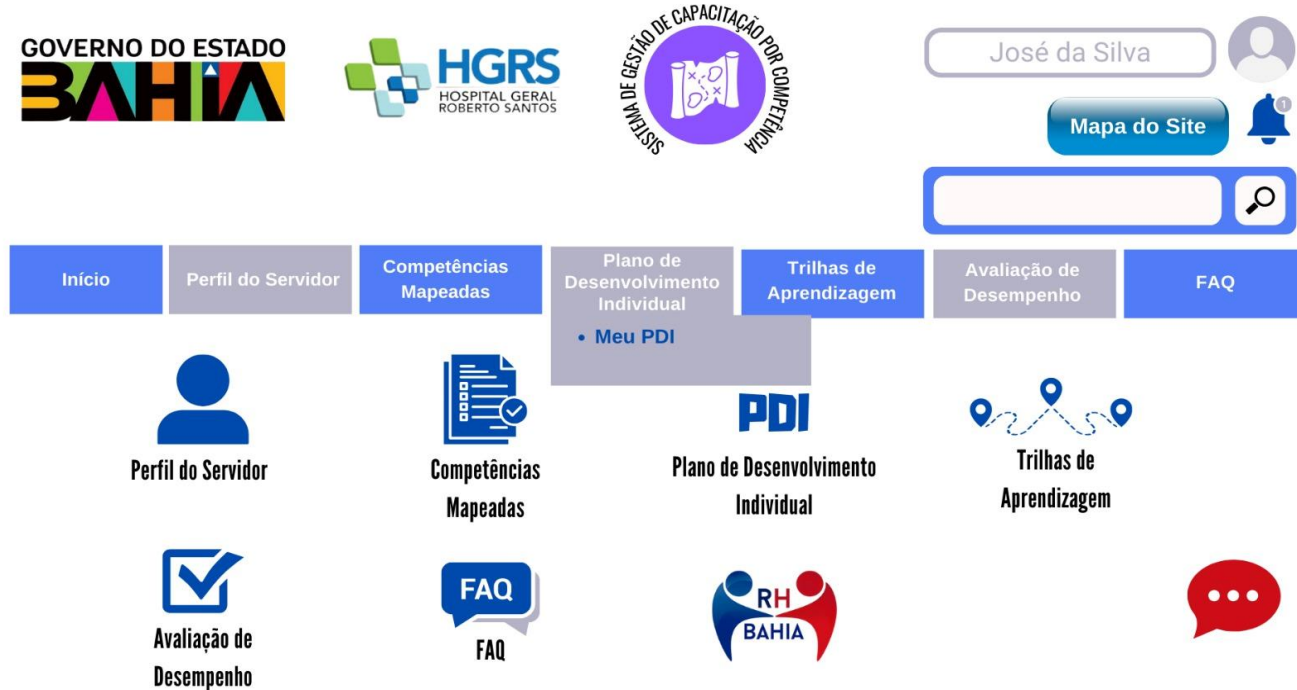 GOVERNO DO ESTADO
BAHIA
HGRS
HOSPITAL GERAL
ROBERTO SANTOS
SISTEMA DE GESTÃO DE CAPACITAÇÃO POR COMPETÊNCIA
José da Silva
Mapa do Site
1
Início
Perfil do Servidor
Competências
Mapeadas
Plano de
Desenvolvimento
Individual
Trilhas de
Aprendizagem
Avaliação de
Desempenho
FAQ
• Meu PDI
Perfil do Servidor
Competências
Mapeadas
PDI
Plano de Desenvolvimento
Individual
Trilhas de
Aprendizagem
Avaliação de
Desempenho
FAQ
FAQ
RH
BAHIA